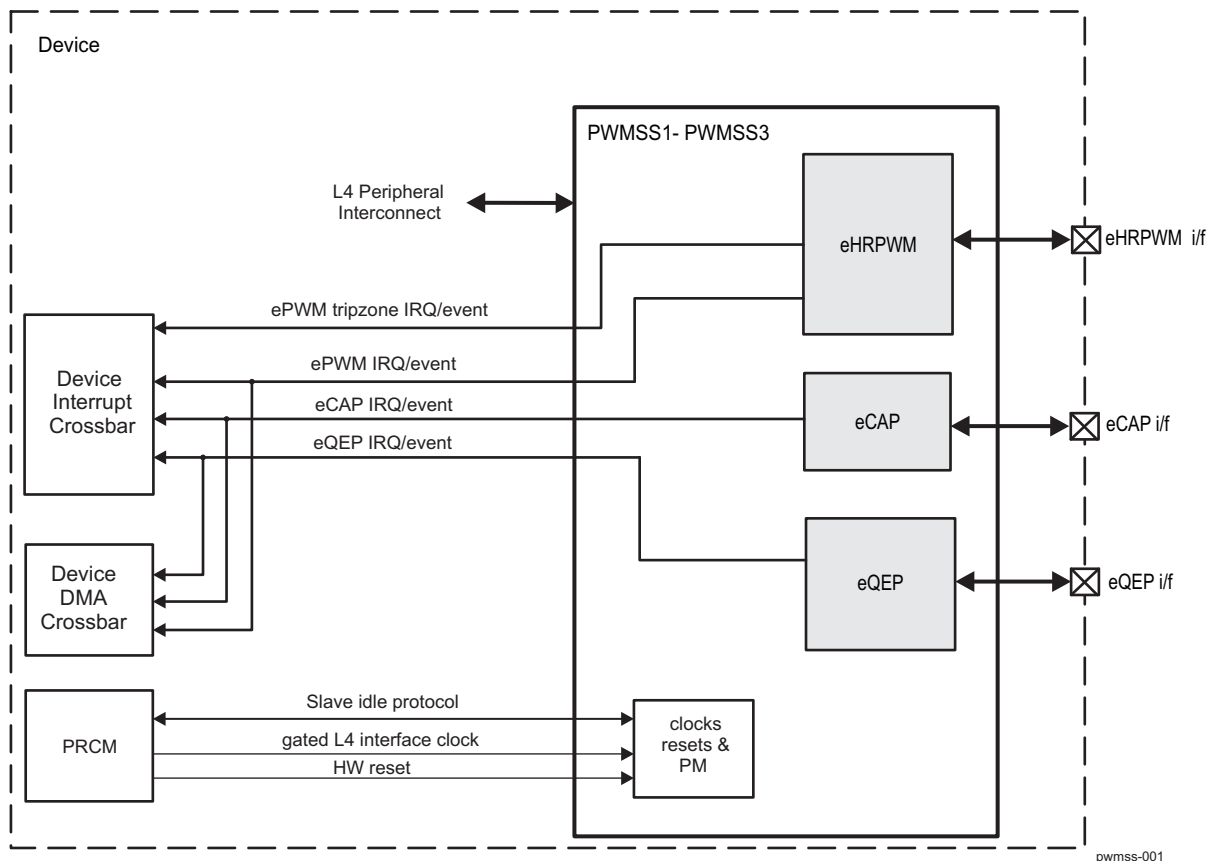 Device
PWMSS1- PWMSS3
L4 Peripheral
Interconnect
eHRPWM
eHRPWM i/f
ePWM tripzone IRQ/event
ePWM IRQ/event
Device
Interrupt
Crossbar
eCAP IRQ/event
eCAP
eCAP i/f
eQEP IRQ/event
Device
DMA
Crossbar
eQEP
eQEP i/f
PRCM
Slave idle protocol
gated L4 interface clock
HW reset
clocks
resets &
PM
pwmss-001